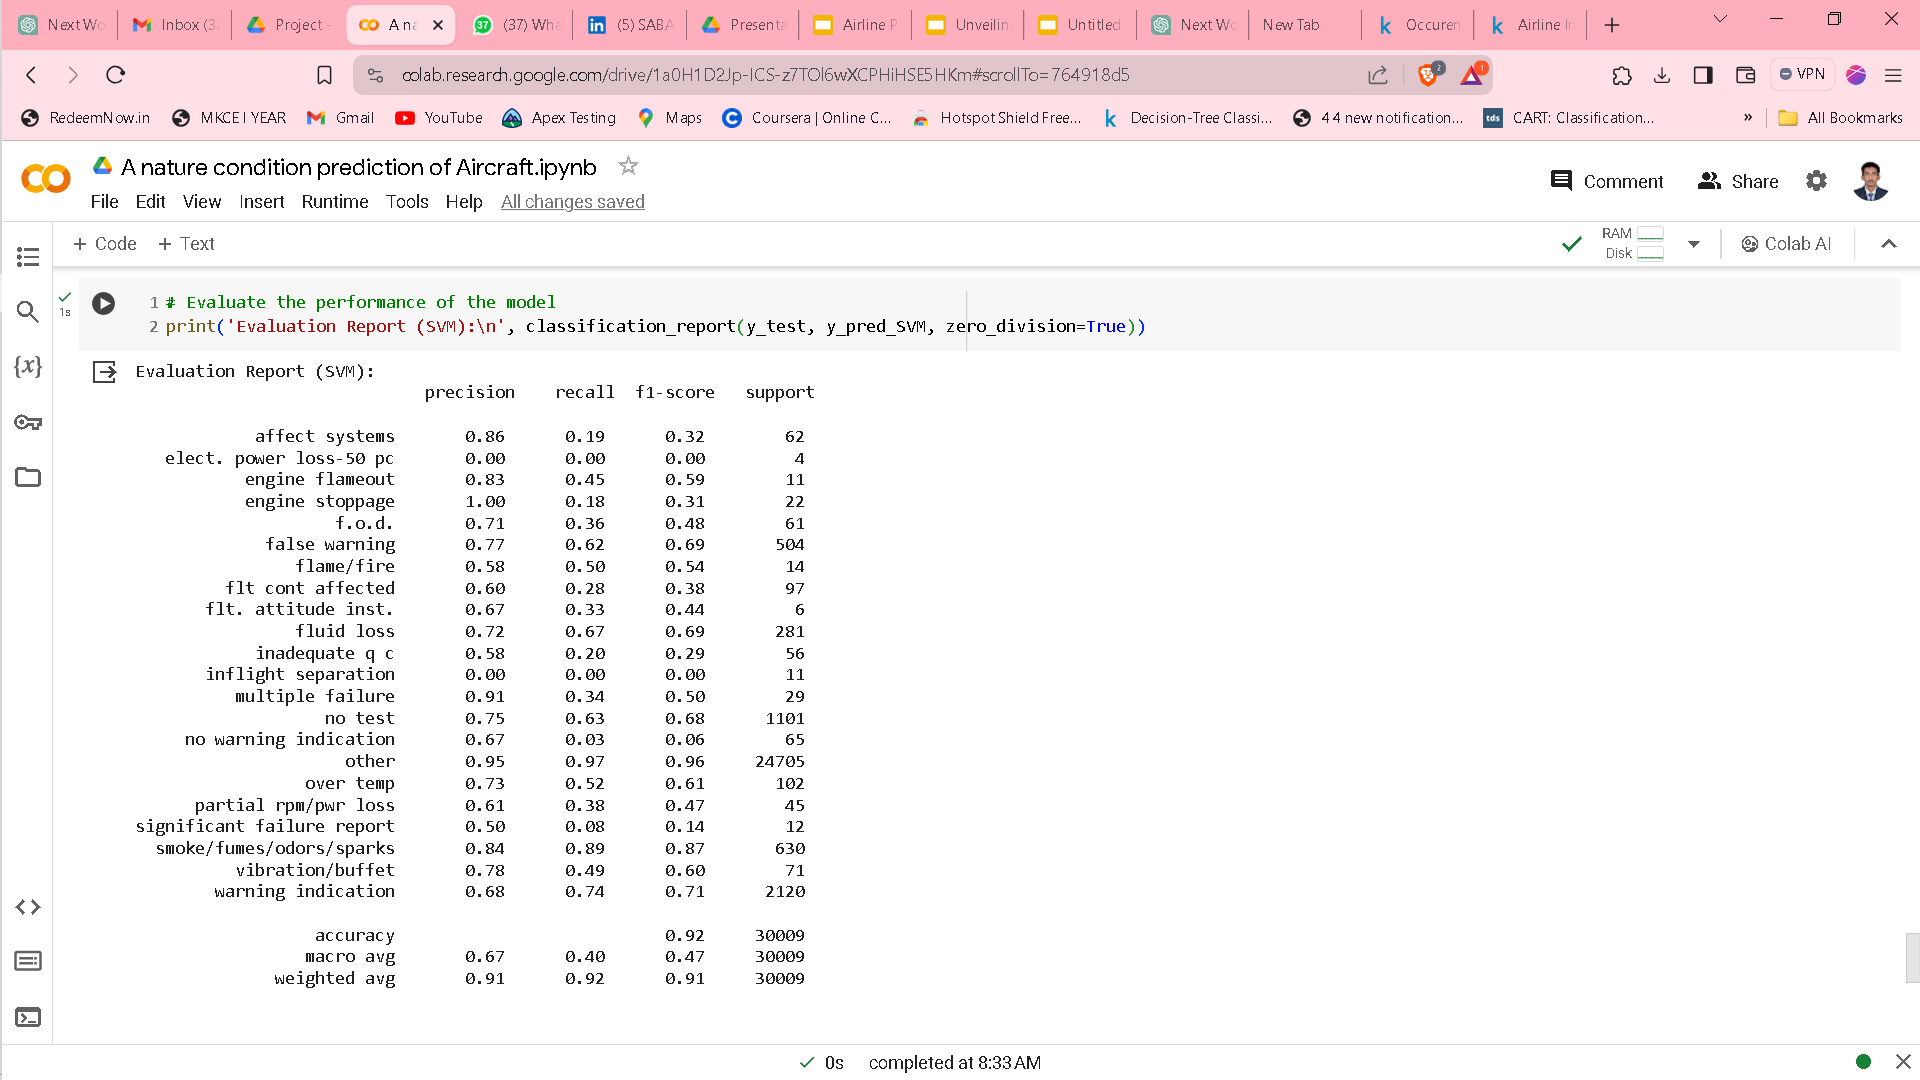 Next Wo
Inbox (3
Project -
A na
37
(37) Wha
(5) SABA
Presenta
Airline P
Unveilin
Untitled
Next Wo
New Tab
Occuren
Airline In
colab.research.google.com/drive/1a0H1D2Jp-ICS-z7TOl6wXCPHiHSE5HKm#scrollTo=764918d5
2
1
VPN
RedeemNow.in
MKCE I YEAR
Gmail
YouTube
Apex Testing
Maps
Coursera | Online C...
Hotspot Shield Free...
Decision-Tree Classi...
4 4 new notification...
tds
CART: Classification...
»
All Bookmarks
A nature condition prediction of Aircraft.ipynb
Comment
Share
File Edit View Insert Runtime Tools Help All changes saved
+ Code + Text
RAM
Disk
Colab AI
1s
1 # Evaluate the performance of the model
2 print('Evaluation Report (SVM):\n', classification_report(y_test, y_pred_SVM, zero_division=True))
{x}
Evaluation Report (SVM):
precision recall f1-score support
affect systems 0.86 0.19 0.32 62
elect. power loss-50 pc 0.00 0.00 0.00 4
engine flameout 0.83 0.45 0.59 11
engine stoppage 1.00 0.18 0.31 22
f.o.d. 0.71 0.36 0.48 61
false warning 0.77 0.62 0.69 504
flame/fire 0.58 0.50 0.54 14
flt cont affected 0.60 0.28 0.38 97
flt. attitude inst. 0.67 0.33 0.44 6
fluid loss 0.72 0.67 0.69 281
inadequate q c 0.58 0.20 0.29 56
inflight separation 0.00 0.00 0.00 11
multiple failure 0.91 0.34 0.50 29
no test 0.75 0.63 0.68 1101
no warning indication 0.67 0.03 0.06 65
other 0.95 0.97 0.96 24705
over temp 0.73 0.52 0.61 102
partial rpm/pwr loss 0.61 0.38 0.47 45
significant failure report 0.50 0.08 0.14 12
smoke/fumes/odors/sparks 0.84 0.89 0.87 630
vibration/buffet 0.78 0.49 0.60 71
warning indication 0.68 0.74 0.71 2120
accuracy 0.92 30009
macro avg 0.67 0.40 0.47 30009
weighted avg 0.91 0.92 0.91 30009
0s completed at 8:33 AM